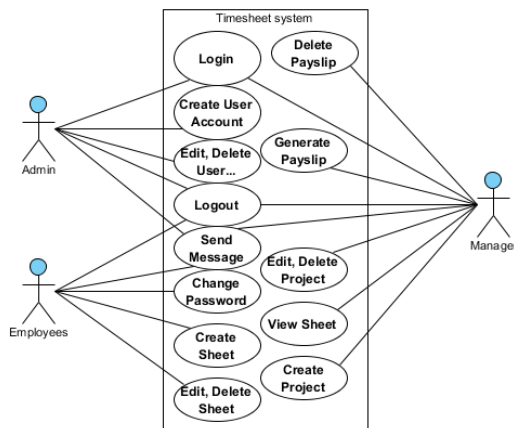 Timesheet system
Login
Delete
Payslip
Create User
Account
Edit, Delete
User...
Generate
Payslip
Admin
Logout
Manager
Send
Message
Edit, Delete
Project
Change
Password
Employees
View Sheet
Create
Sheet
Create
Project
Edit, Delete
Sheet